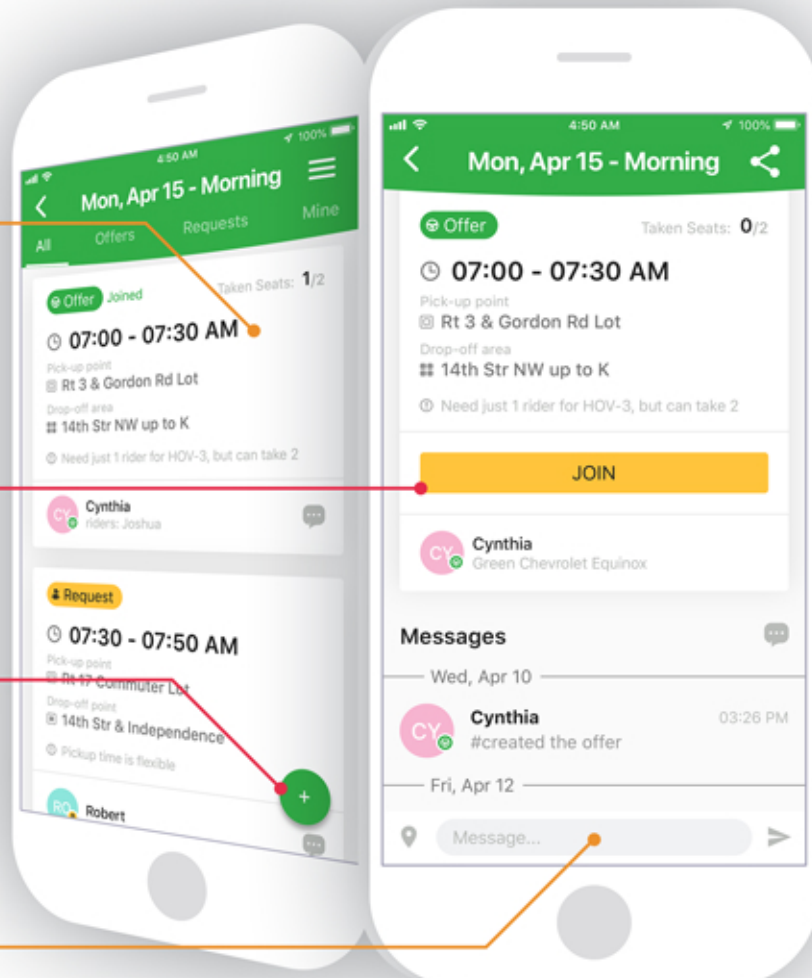 4:50 AM
100%
Mon, Apr 15 - Morning
All
Offers
Requests
Mine
Offer
Joined
Taken Seats: 1/2
07:00 - 07:30 AM
Pick-up point
Rt 3 & Gordon Rd Lot
Drop-off area
14th Str NW up to K
Need just 1 rider for HOV-3, but can take 2
CY
Cynthia
riders: Joshua
Request
07:30 - 07:50 AM
Pick-up point
Rt 17 Commuter Lot
Drop-off point
14th Str & Independence
Pickup time is flexible
RO
Robert
+
4:50 AM
100%
Mon, Apr 15 - Morning
Offer
Taken Seats: 0/2
07:00 - 07:30 AM
Pick-up point
Rt 3 & Gordon Rd Lot
Drop-off area
14th Str NW up to K
Need just 1 rider for HOV-3, but can take 2
JOIN
CY
Cynthia
Green Chevrolet Equinox
Messages
Wed, Apr 10
CY
Cynthia
03:26 PM
#created the offer
Fri, Apr 12
Message...